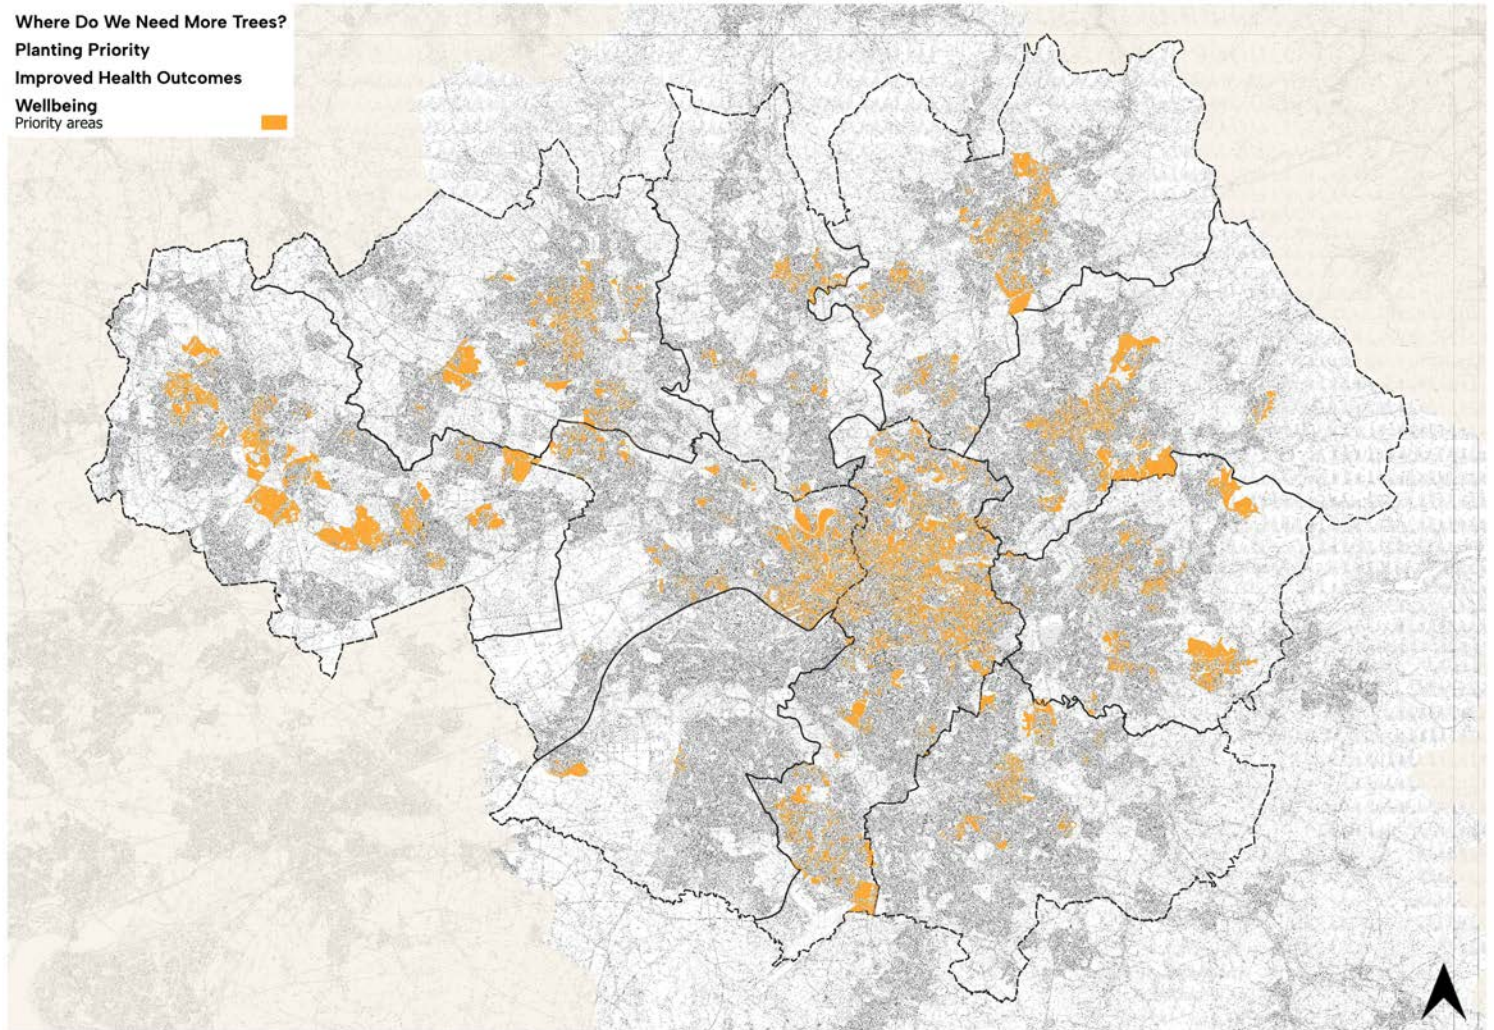 Where Do We Need More Trees?
Planting Priority
Improved Health Outcomes
Wellbeing
Priority areas